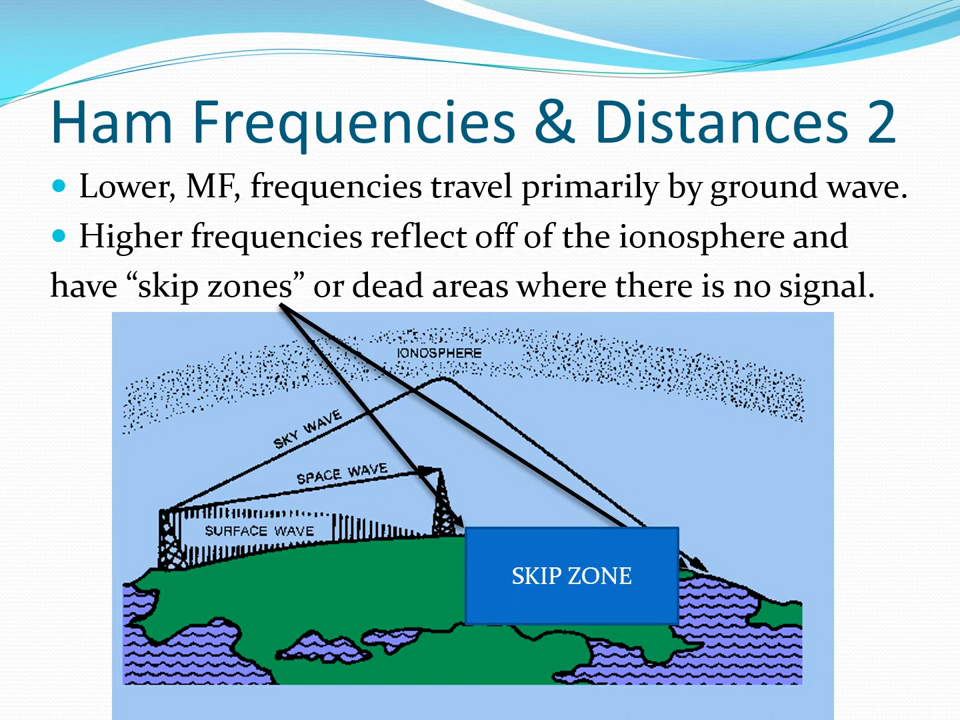 Ham Frequencies & Distances 2
• Lower, MF, frequencies travel primarily by ground wave.
• Higher frequencies reflect off of the ionosphere and
have “skip zones” or dead areas where there is no signal.
IONOSPHERE
SKY WAVE
SPACE WAVE
SURFACE WAVE
SKIP ZONE